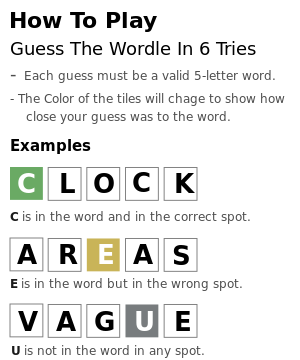 How To Play
Guess The Wordle In 6 Tries
- Each guess must be a valid 5-letter word.
- The Color of the tiles will chage to show how
close your guess was to the word.
Examples
C L O C K
C is in the word and in the correct spot.
A R E A S
E is in the word but in the wrong spot.
V A G U E
U is not in the word in any spot.